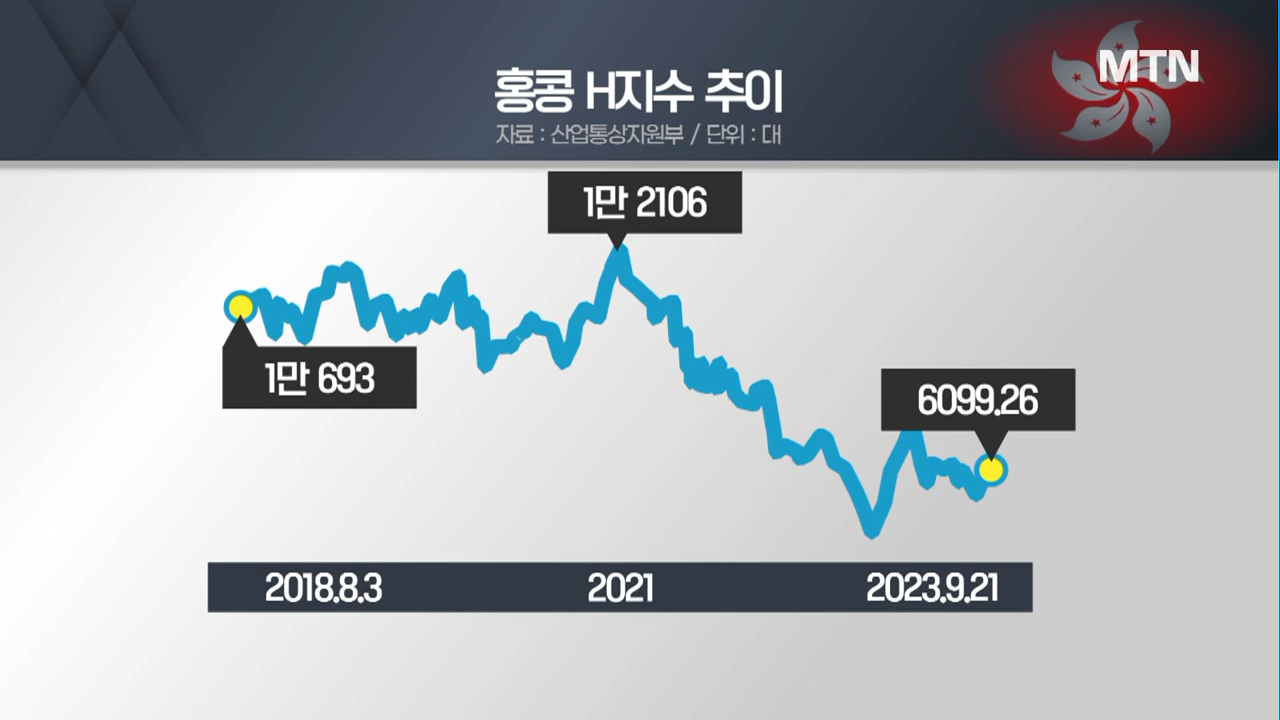 홍콩 H지수 추이
MTN
자료 : 산업통상자원부 / 단위 : 대
1만 2106
1만 693
6099.26
2018.8.3
2021
2023.9.21